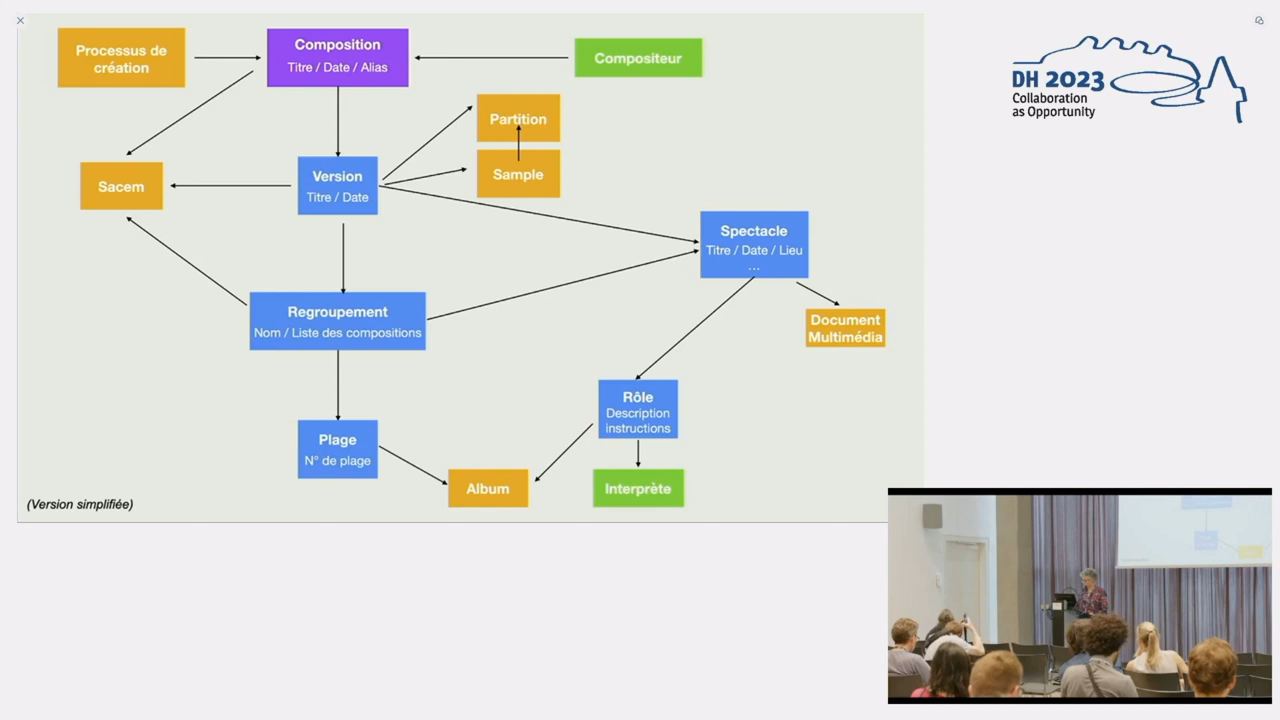 Processus de
création
Composition
Titre / Date / Alias
Compositeur
DH 2023
Collaboration
as Opportunity
Partition
Sample
Sacem
Version
Titre / Date
Spectacle
Titre / Date / Lieu
...
Regroupement
Nom / Liste des compositions
Document
Multimédia
Rôle
Description
instructions
Plage
N° de plage
Album
Interprète
(Version simplifiée)